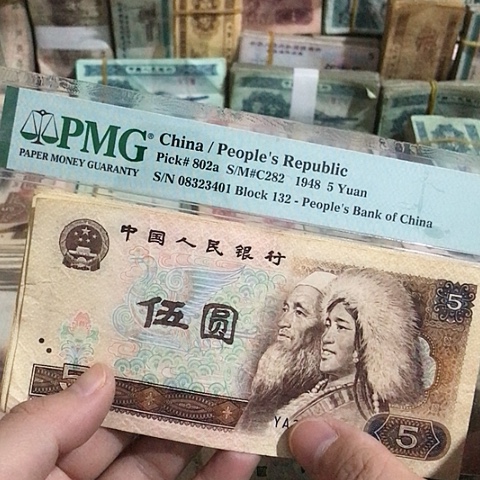 PMG®
PAPER MONEY GUARANTY
China / People's Republic
Pick# 802a S/M#C282 1948 5 Yuan
S/N 08323401 Block 132 - People's Bank of China
中国人民银行
伍圆
5
YA
5